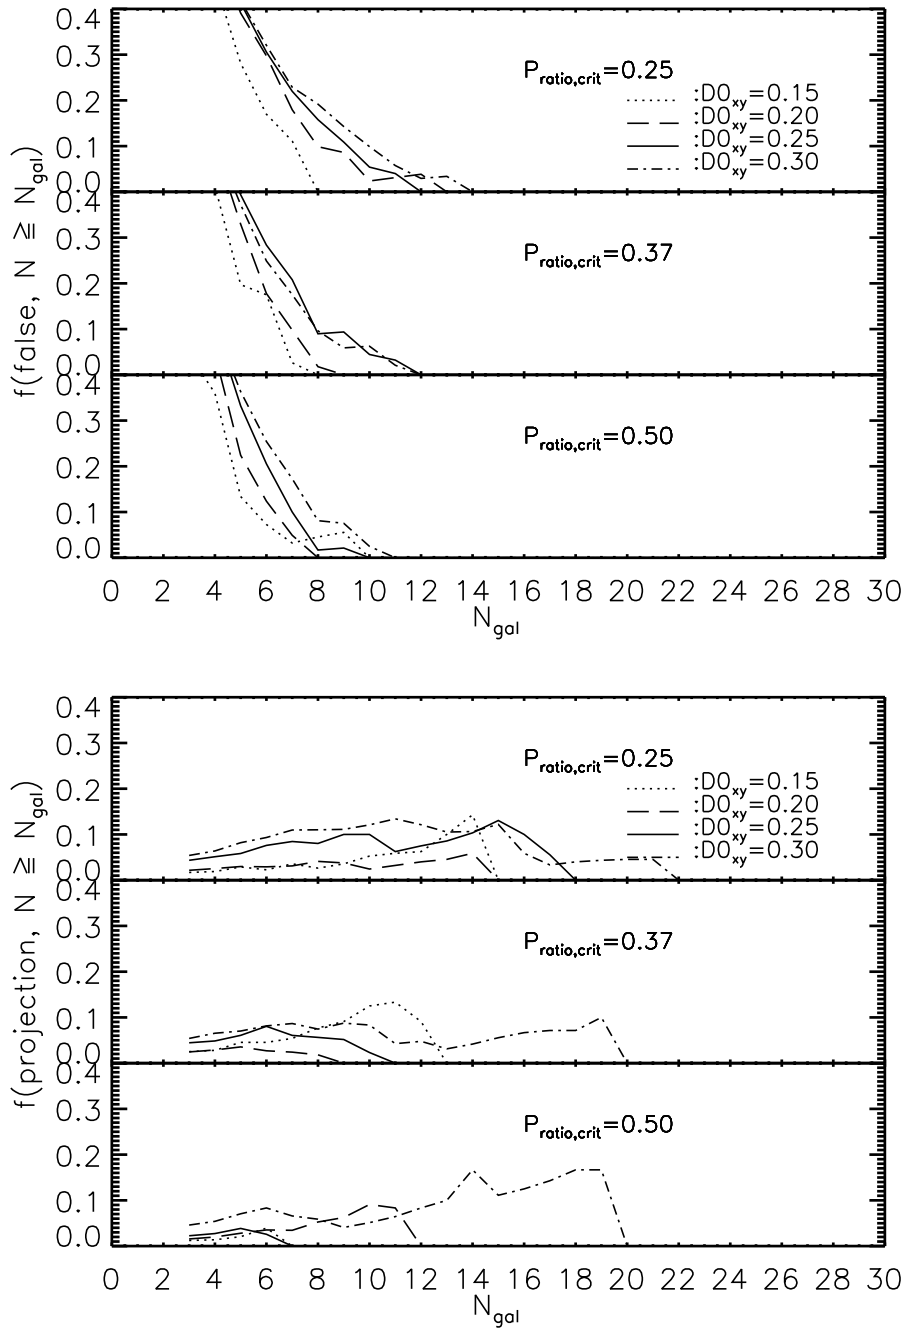 f(false, N ≥ N_gal)
0.4
0.3
0.2
0.1
0.0
P_ratio,crit=0.25
:D0_xy=0.15
:D0_xy=0.20
:D0_xy=0.25
:D0_xy=0.30
0.4
0.3
0.2
0.1
0.0
P_ratio,crit=0.37
0.4
0.3
0.2
0.1
0.0
P_ratio,crit=0.50
0 2 4 6 8 10 12 14 16 18 20 22 24 26 28 30
N_gal
f(projection, N ≥ N_gal)
0.4
0.3
0.2
0.1
0.0
P_ratio,crit=0.25
:D0_xy=0.15
:D0_xy=0.20
:D0_xy=0.25
:D0_xy=0.30
0.4
0.3
0.2
0.1
0.0
P_ratio,crit=0.37
0.4
0.3
0.2
0.1
0.0
P_ratio,crit=0.50
0 2 4 6 8 10 12 14 16 18 20 22 24 26 28 30
N_gal